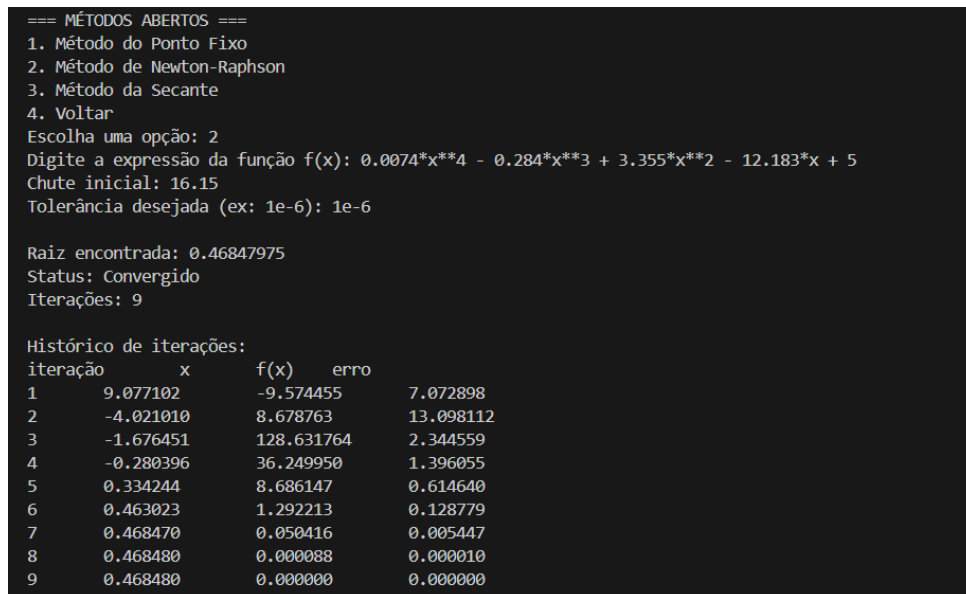 === MÉTODOS ABERTOS ===
1. Método do Ponto Fixo
2. Método de Newton-Raphson
3. Método da Secante
4. Voltar
Escolha uma opção: 2
Digite a expressão da função f(x): 0.0074*x**4 - 0.284*x**3 + 3.355*x**2 - 12.183*x + 5
Chute inicial: 16.15
Tolerância desejada (ex: 1e-6): 1e-6
Raiz encontrada: 0.46847975
Status: Convergido
Iterações: 9
Histórico de iterações:
iteração x f(x) erro
1 9.077102 -9.574455 7.072898
2 -4.021010 8.678763 13.098112
3 -1.676451 128.631764 2.344559
4 -0.280396 36.249950 1.396055
5 0.334244 8.686147 0.614640
6 0.463023 1.292213 0.128779
7 0.468470 0.050416 0.005447
8 0.468480 0.000088 0.000010
9 0.468480 0.000000 0.000000